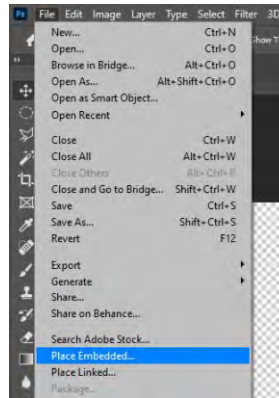 Ps File Edit Image Layer Type Select Filter 3D
New... Ctrl+N
Open... Ctrl+O
Browse in Bridge... Alt+Ctrl+O
Open As... Alt+Shift+Ctrl+O
Open as Smart Object...
Open Recent
Show T
Close Ctrl+W
Close All Alt+Ctrl+W
Close Others Alt+Ctrl+P
Close and Go to Bridge... Shift+Ctrl+W
Save Ctrl+S
Save As... Shift+Ctrl+S
Revert F12
Export
Generate
Share...
Share on Behance...
Search Adobe Stock...
Place Embedded...
Place Linked...
Package...